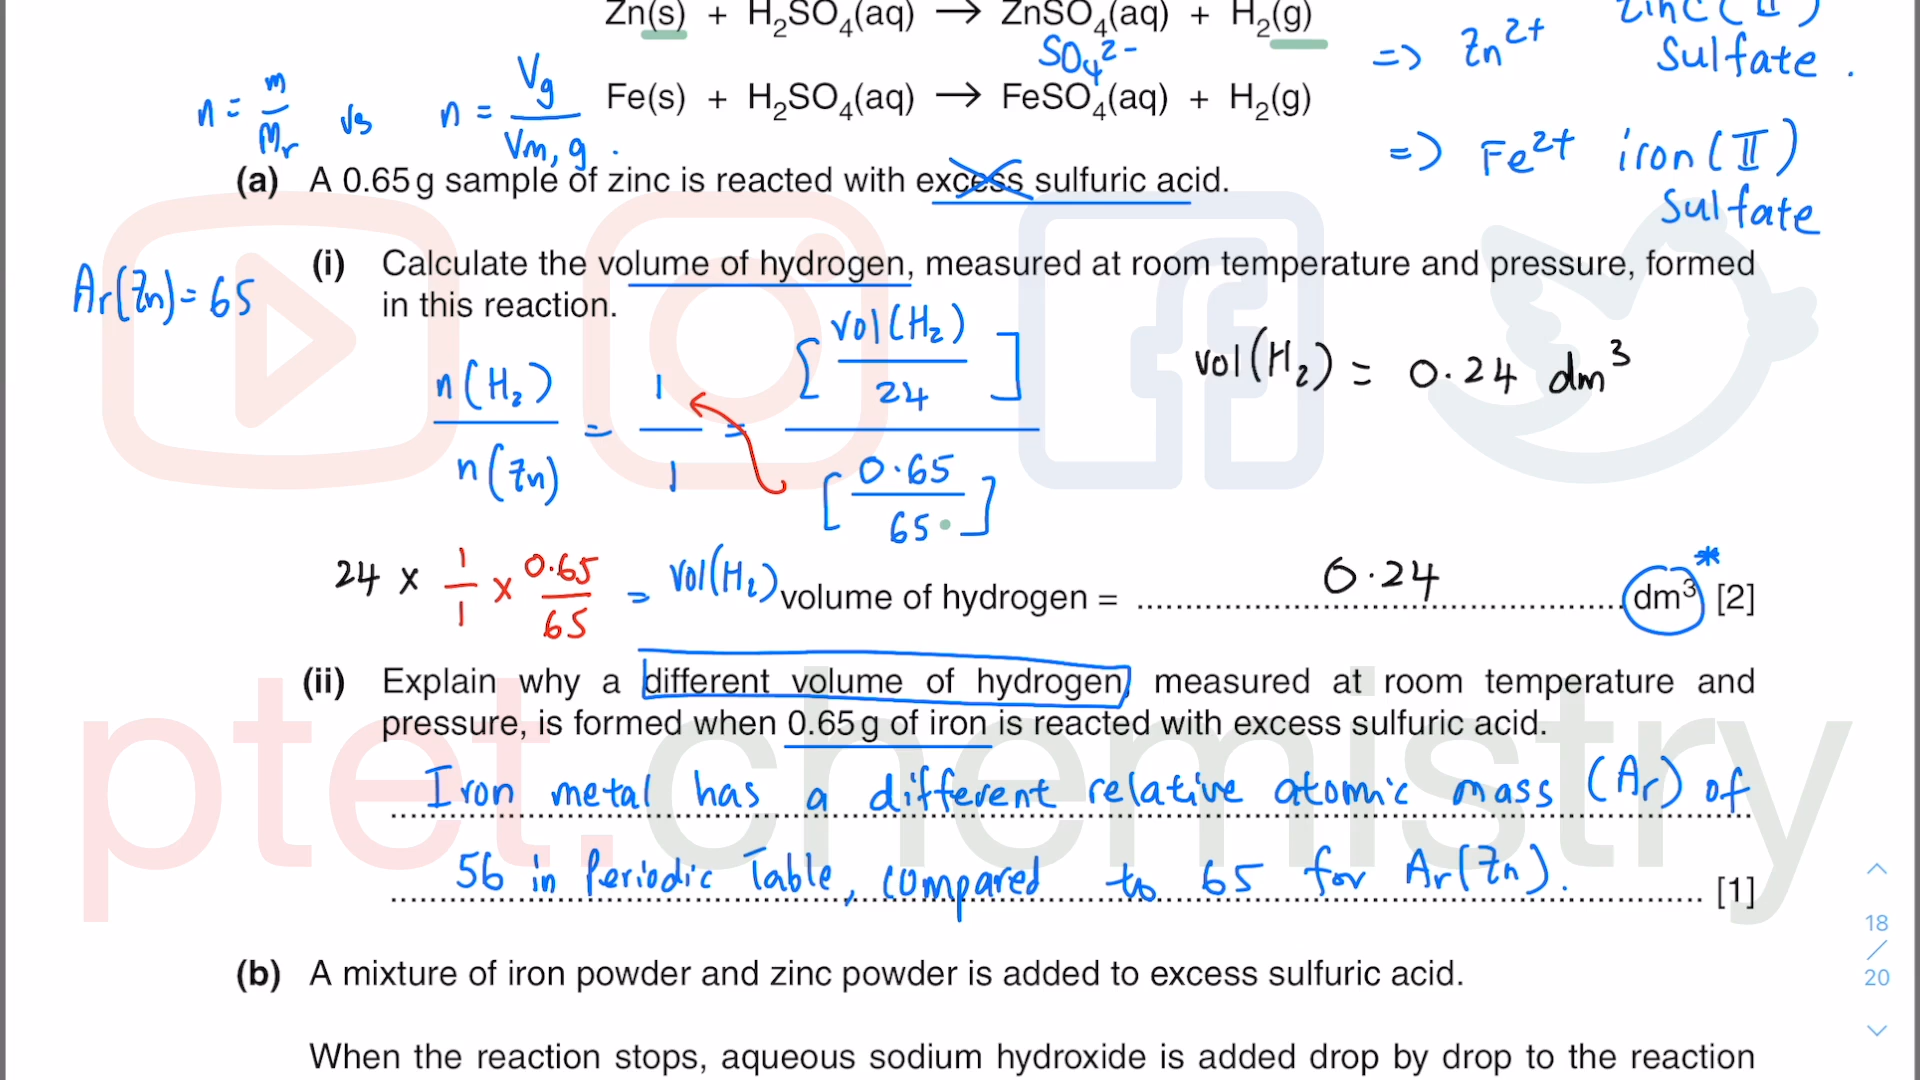 Zn(s) + H₂SO₄(aq) → ZnSO₄(aq) + H₂(g)
zinc(II)
SO₄²⁻
=> Zn²⁺
Sulfate.
n = m/Mr vs n = Vg/Vm,g.
Fe(s) + H₂SO₄(aq) → FeSO₄(aq) + H₂(g)
=> Fe²⁺ iron(II)
Sulfate
(a) A 0.65 g sample of zinc is reacted with excess sulfuric acid.
(i) Calculate the volume of hydrogen, measured at room temperature and pressure, formed
in this reaction.
Ar(Zn) = 65
n(H₂)/n(Zn) = 1/1 = [vol(H₂)/24]/[0.65/65]
vol(H₂) = 0.24 dm³
24 × 1/1 × 0.65/65 = vol(H₂)
volume of hydrogen = 0.24 dm³ * [2]
(ii) Explain why a different volume of hydrogen, measured at room temperature and
pressure, is formed when 0.65 g of iron is reacted with excess sulfuric acid.
Iron metal has a different relative atomic mass (Ar) of
56 in Periodic Table, compared to 65 for Ar(Zn).
[1]
ptet.chemistry
(b) A mixture of iron powder and zinc powder is added to excess sulfuric acid.
When the reaction stops, aqueous sodium hydroxide is added drop by drop to the reaction
18
/
20